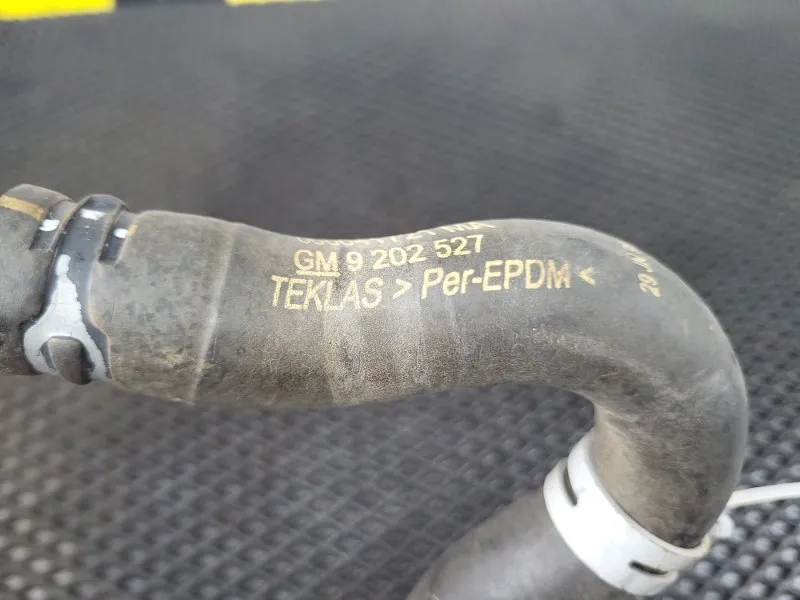 GM 9 202 527
TEKLAS > Per-EPDM <